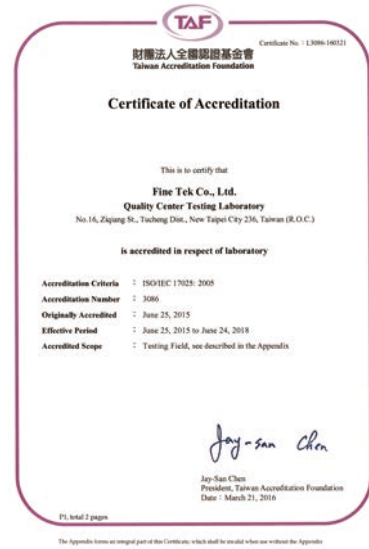 TAF
Certificate No. : L3086-160321
財團法人全國認證基金會
Taiwan Accreditation Foundation
Certificate of Accreditation
This is to certify that
Fine Tek Co., Ltd.
Quality Center Testing Laboratory
No.16, Ziqiang St., Tucheng Dist., New Taipei City 236, Taiwan (R.O.C.)
is accredited in respect of laboratory
Accreditation Criteria : ISO/IEC 17025: 2005
Accreditation Number : 3086
Originally Accredited : June 25, 2015
Effective Period : June 25, 2015 to June 24, 2018
Accredited Scope : Testing Field, see described in the Appendix
Jay-San Chen
Jay-San Chen
President, Taiwan Accreditation Foundation
Date : March 21, 2016
P1, total 2 pages
The Appendix forms an integral part of this Certificate, which shall be invalid when use without the Appendix